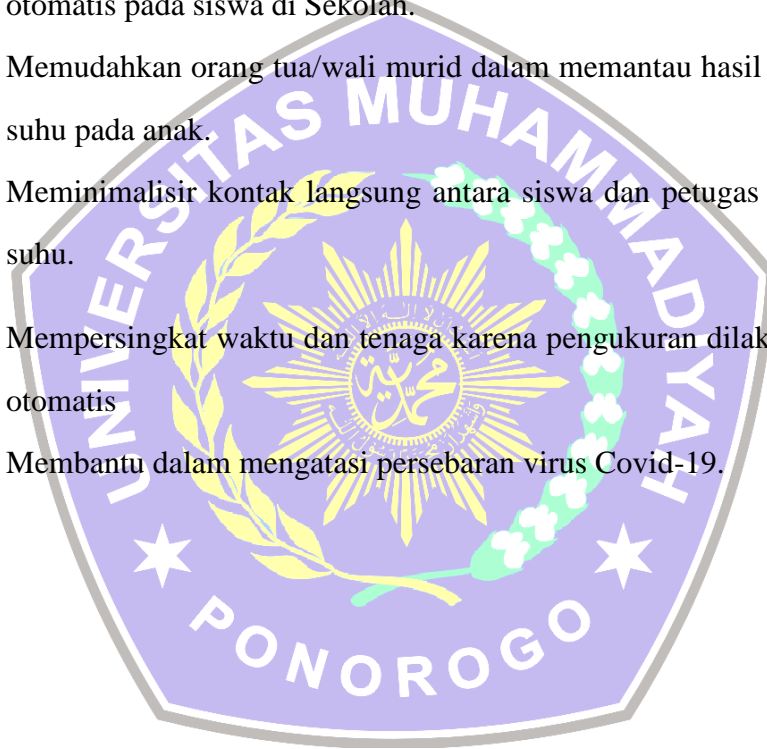 otomatis pada siswa di Sekolah.
Memudahkan orang tua/wali murid dalam memantau hasil
suhu pada anak.
Meminimalisir kontak langsung antara siswa dan petugas
suhu.
Mempersingkat waktu dan tenaga karena pengukuran dilak
otomatis
Membantu dalam mengatasi persebaran virus Covid-19.
UNIVERSITAS MUHAMMADIYAH
PONOROGO